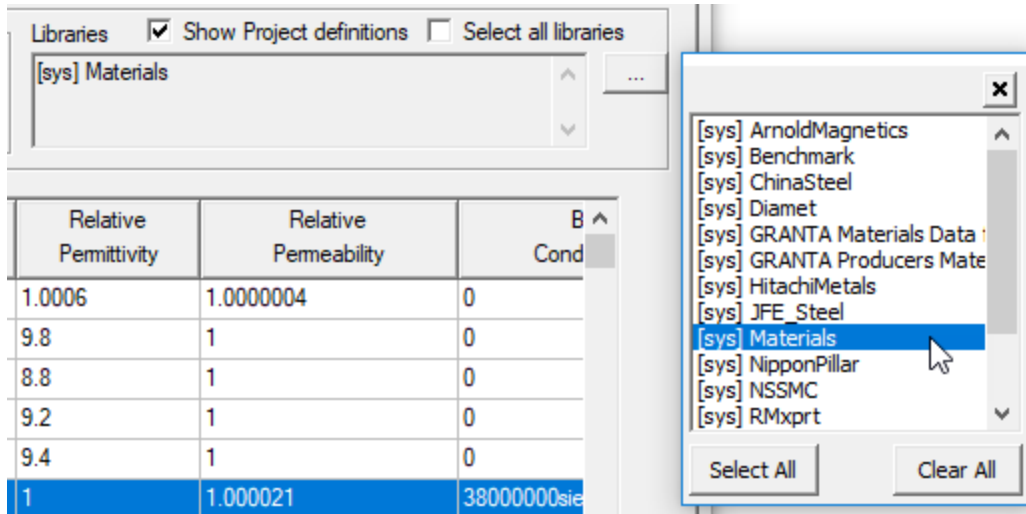 Libraries Show Project definitions Select all libraries
[sys] Materials
...
Relative Permittivity Relative Permeability B Cond
1.0006 1.0000004 0
9.8 1 0
8.8 1 0
9.2 1 0
9.4 1 0
1 1.000021 38000000sie
[sys] ArnoldMagnetics
[sys] Benchmark
[sys] ChinaSteel
[sys] Diamet
[sys] GRANTA Materials Data
[sys] GRANTA Producers Mate
[sys] HitachiMetals
[sys] JFE_Steel
[sys] Materials
[sys] NipponPillar
[sys] NSSMC
[sys] RMxprt
Select All Clear All